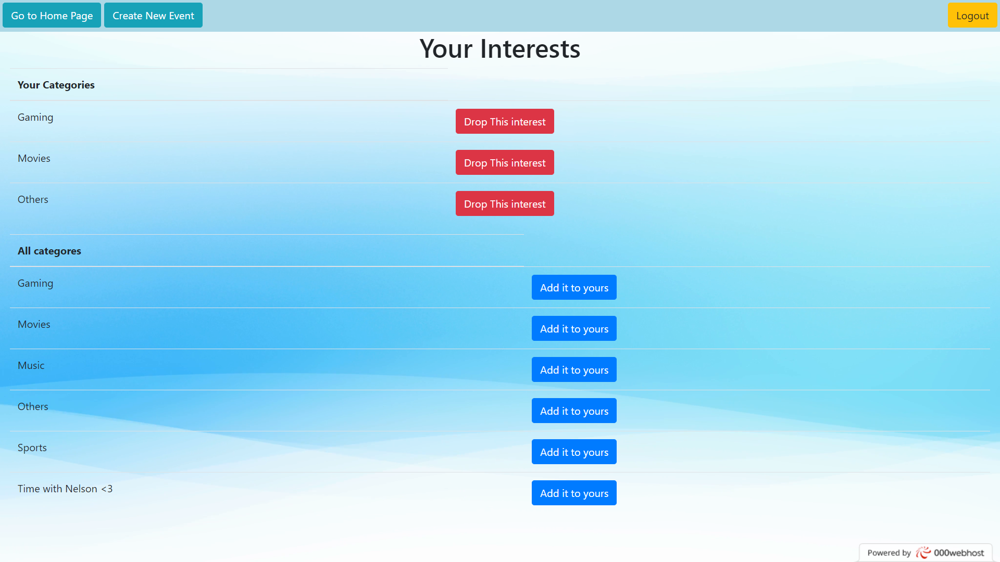 Go to Home Page Create New Event Logout
Your Interests
Your Categories
Gaming Drop This interest
Movies Drop This interest
Others Drop This interest
All categores
Gaming Add it to yours
Movies Add it to yours
Music Add it to yours
Others Add it to yours
Sports Add it to yours
Time with Nelson <3 Add it to yours
Powered by 000webhost